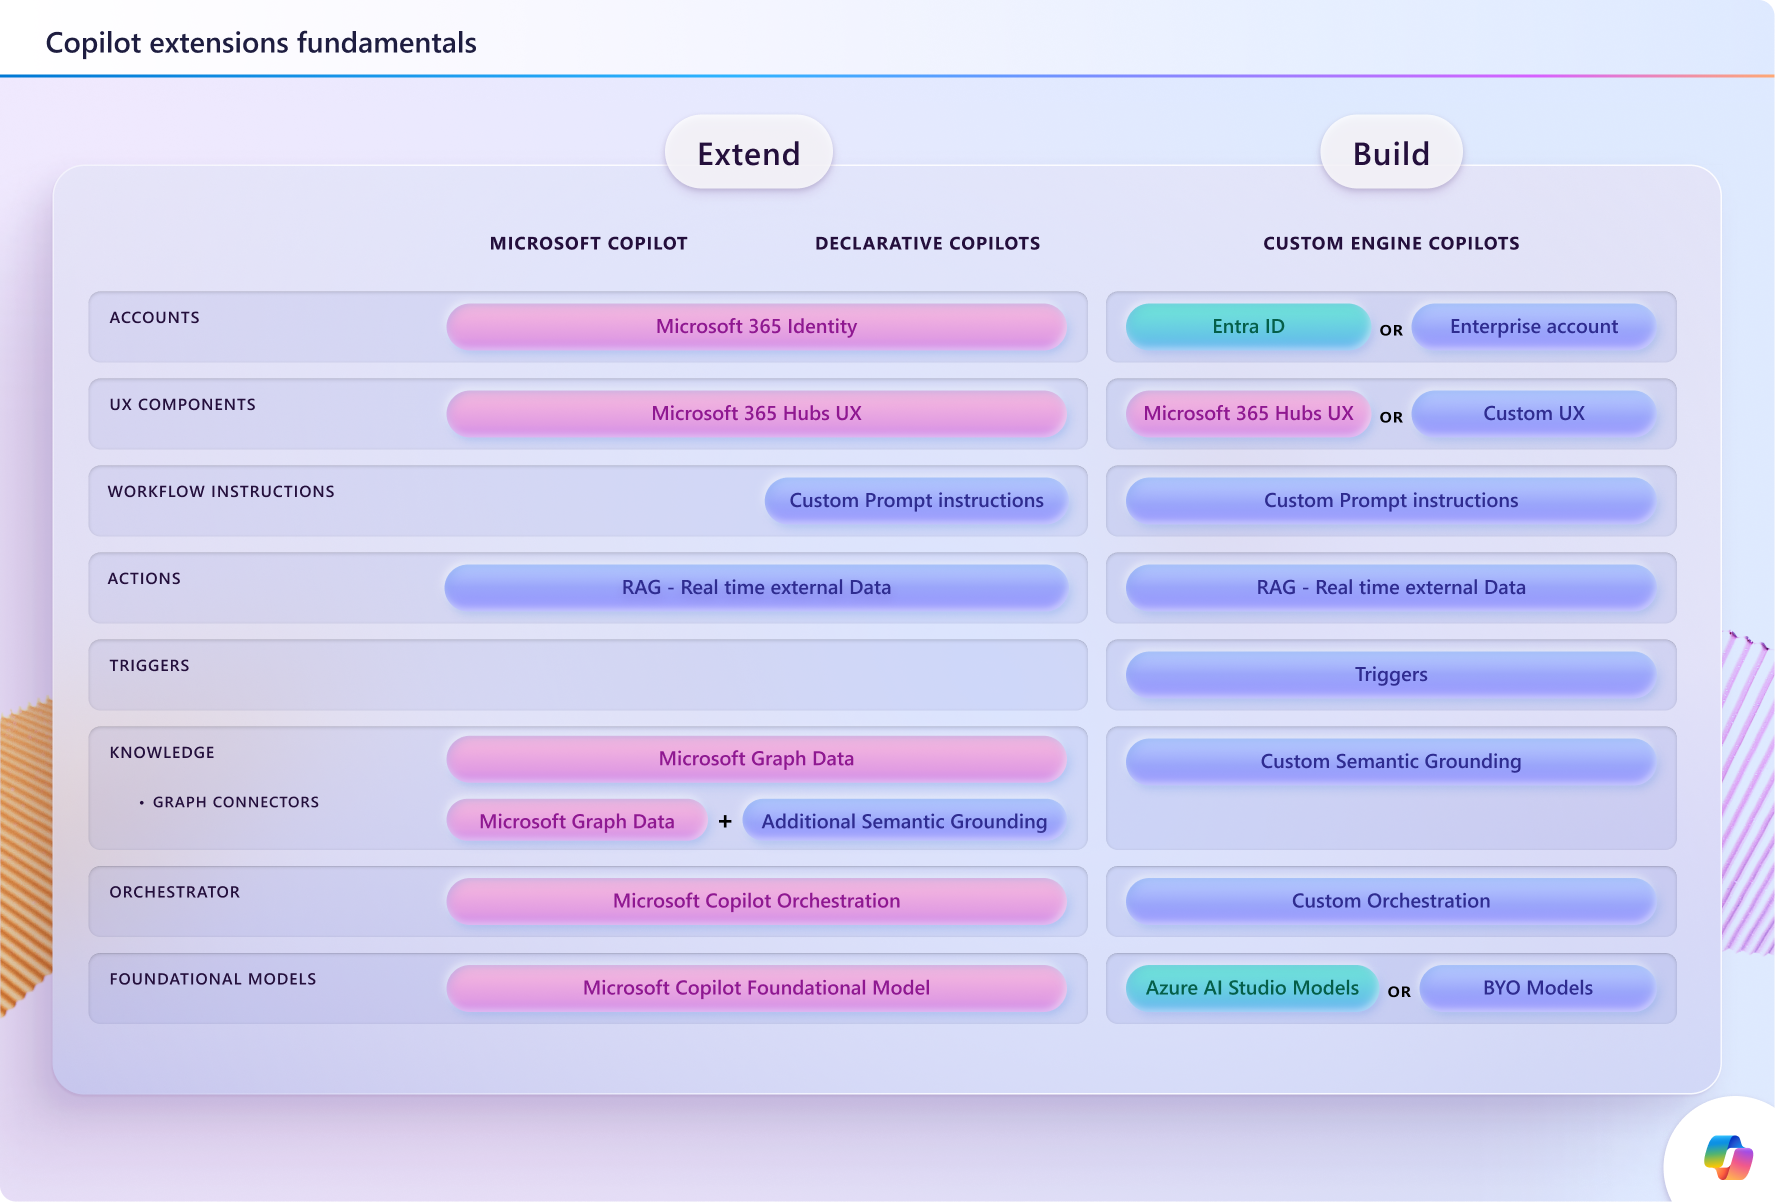 Copilot extensions fundamentals
Extend
Build
MICROSOFT COPILOT
DECLARATIVE COPILOTS
CUSTOM ENGINE COPILOTS
ACCOUNTS
Microsoft 365 Identity
Entra ID
OR
Enterprise account
UX COMPONENTS
Microsoft 365 Hubs UX
Microsoft 365 Hubs UX
OR
Custom UX
WORKFLOW INSTRUCTIONS
Custom Prompt instructions
Custom Prompt instructions
ACTIONS
RAG - Real time external Data
RAG - Real time external Data
TRIGGERS
Triggers
KNOWLEDGE
Microsoft Graph Data
Custom Semantic Grounding
• GRAPH CONNECTORS
Microsoft Graph Data
+
Additional Semantic Grounding
ORCHESTRATOR
Microsoft Copilot Orchestration
Custom Orchestration
FOUNDATIONAL MODELS
Microsoft Copilot Foundational Model
Azure AI Studio Models
OR
BYO Models